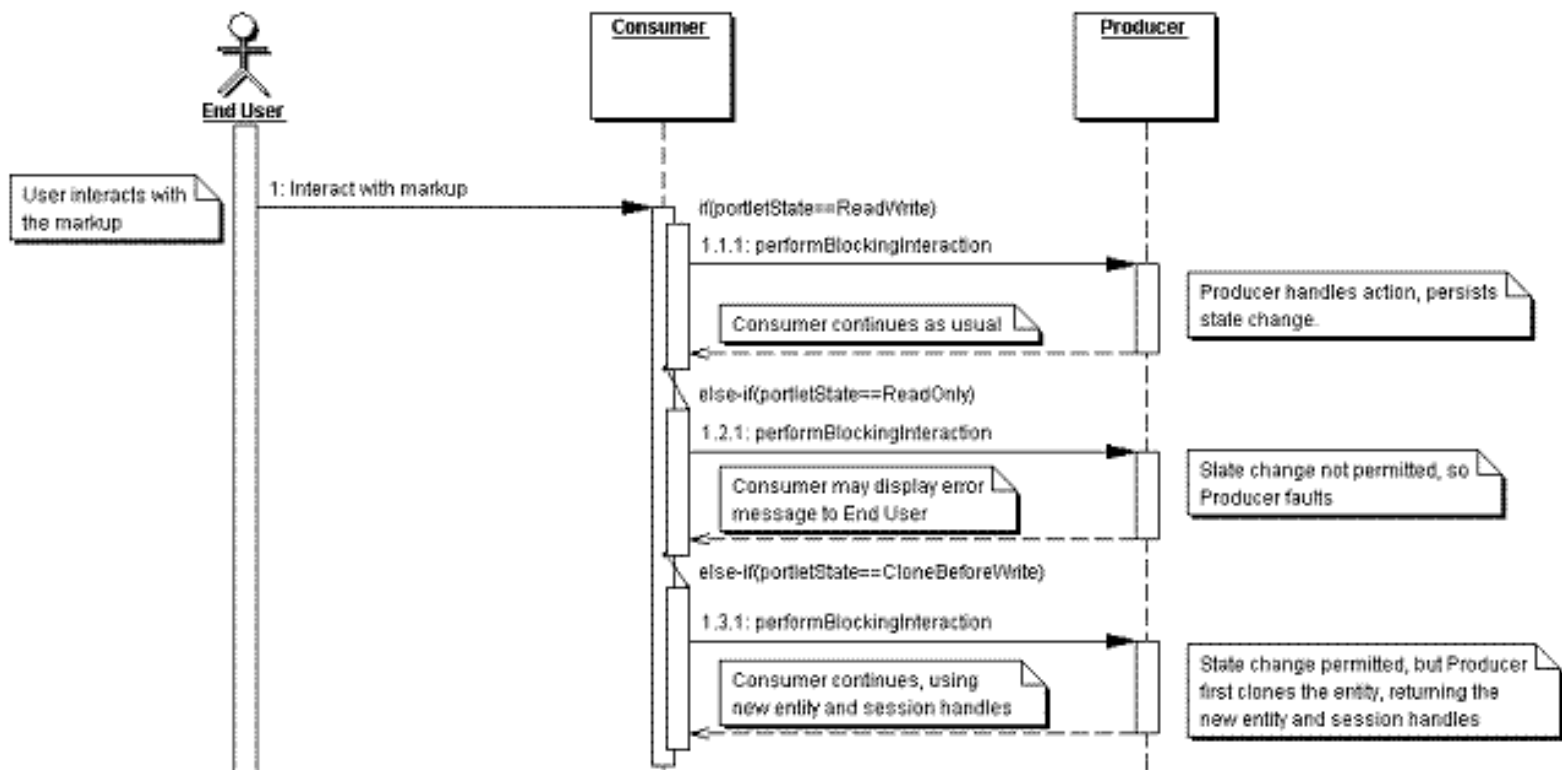 Consumer
Producer
End User
User interacts with
the markup
1: Interact with markup
if(portletState==ReadWrite)
1.1.1: performBlockingInteraction
Producer handles action, persists
state change.
Consumer continues as usual
else-if(portletState==ReadOnly)
1.2.1: performBlockingInteraction
State change not permitted, so
Producer faults
Consumer may display error
message to End User
else-if(portletState==CloneBeforeWrite)
1.3.1: performBlockingInteraction
State change permitted, but Producer
first clones the entity, returning the
new entity and session handles
Consumer continues, using
new entity and session handles